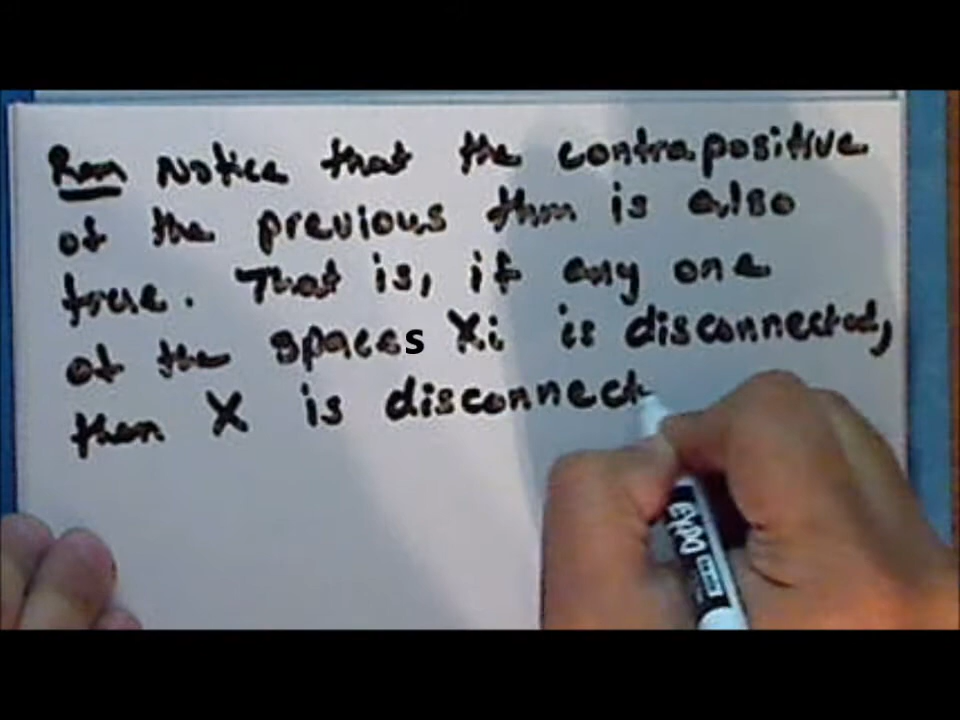 Rem Notice that the contrapositive
of the previous thm is also
true. That is, if any one
of the spaces Xi is disconnected,
then X is disconnect
EXPO